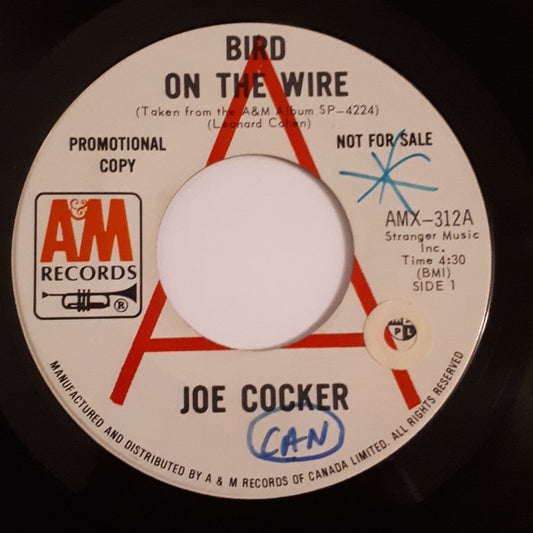 BIRD
ON THE WIRE
(Taken from the A&M Album SP-4224)
(Leonard Cohen)
PROMOTIONAL
COPY
NOT FOR SALE
A&M
RECORDS
®
AMX-312A
Stranger Music
Inc.
Time 4:30
(BMI)
SIDE 1
PL
JOE COCKER
CAN
MANUFACTURED AND DISTRIBUTED BY A & M RECORDS OF CANADA LIMITED. ALL RIGHTS RESERVED